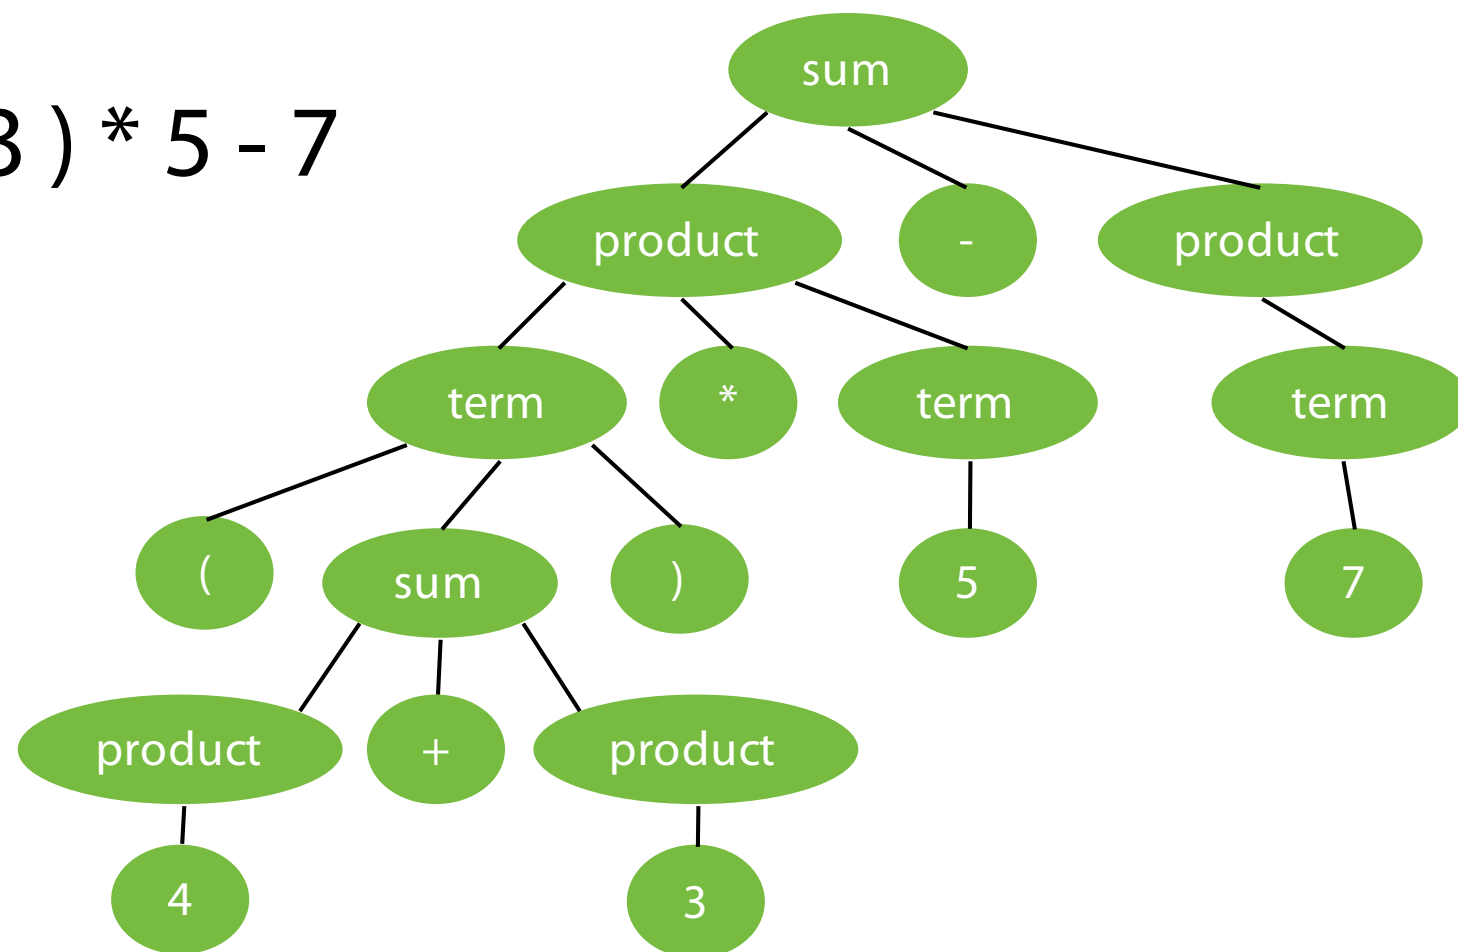 sum
3 ) * 5 - 7
product - product
term * term term
( sum ) 5 7
product + product
4 3